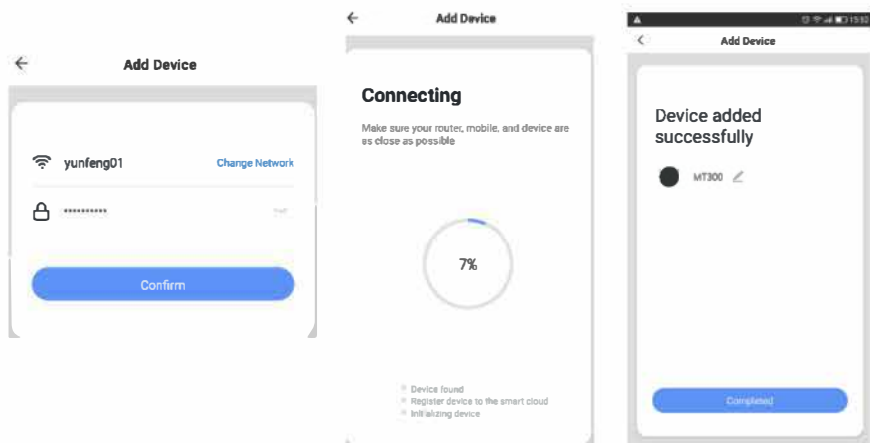 Add Device
yunfeng01
Change Network
••••••••••
Confirm
Add Device
Connecting
Make sure your router, mobile, and device are
as close as possible
7%
Device found
Register device to the smart cloud
Initializing device
15:32
Add Device
Device added
successfully
MT300
Completed